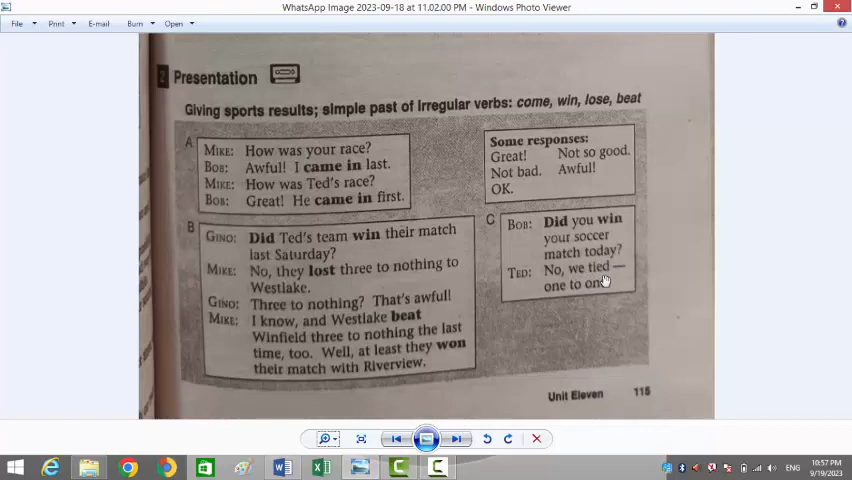 WhatsApp Image 2023-09-18 at 11.02.00 PM - Windows Photo Viewer
File Print E-mail Burn Open
2 Presentation
Giving sports results; simple past of irregular verbs: come, win, lose, beat
A
MIKE: How was your race?
BOB: Awful! I came in last.
MIKE: How was Ted's race?
BOB: Great! He came in first.
Some responses:
Great! Not so good.
Not bad. Awful!
OK.
B
GINO: Did Ted's team win their match
last Saturday?
MIKE: No, they lost three to nothing to
Westlake.
GINO: Three to nothing? That's awful!
MIKE: I know, and Westlake beat
Winfield three to nothing the last
time, too. Well, at least they won
their match with Riverview.
C
BOB: Did you win
your soccer
match today?
TED: No, we tied —
one to one
Unit Eleven 115
ENG
10:57 PM
9/19/2023